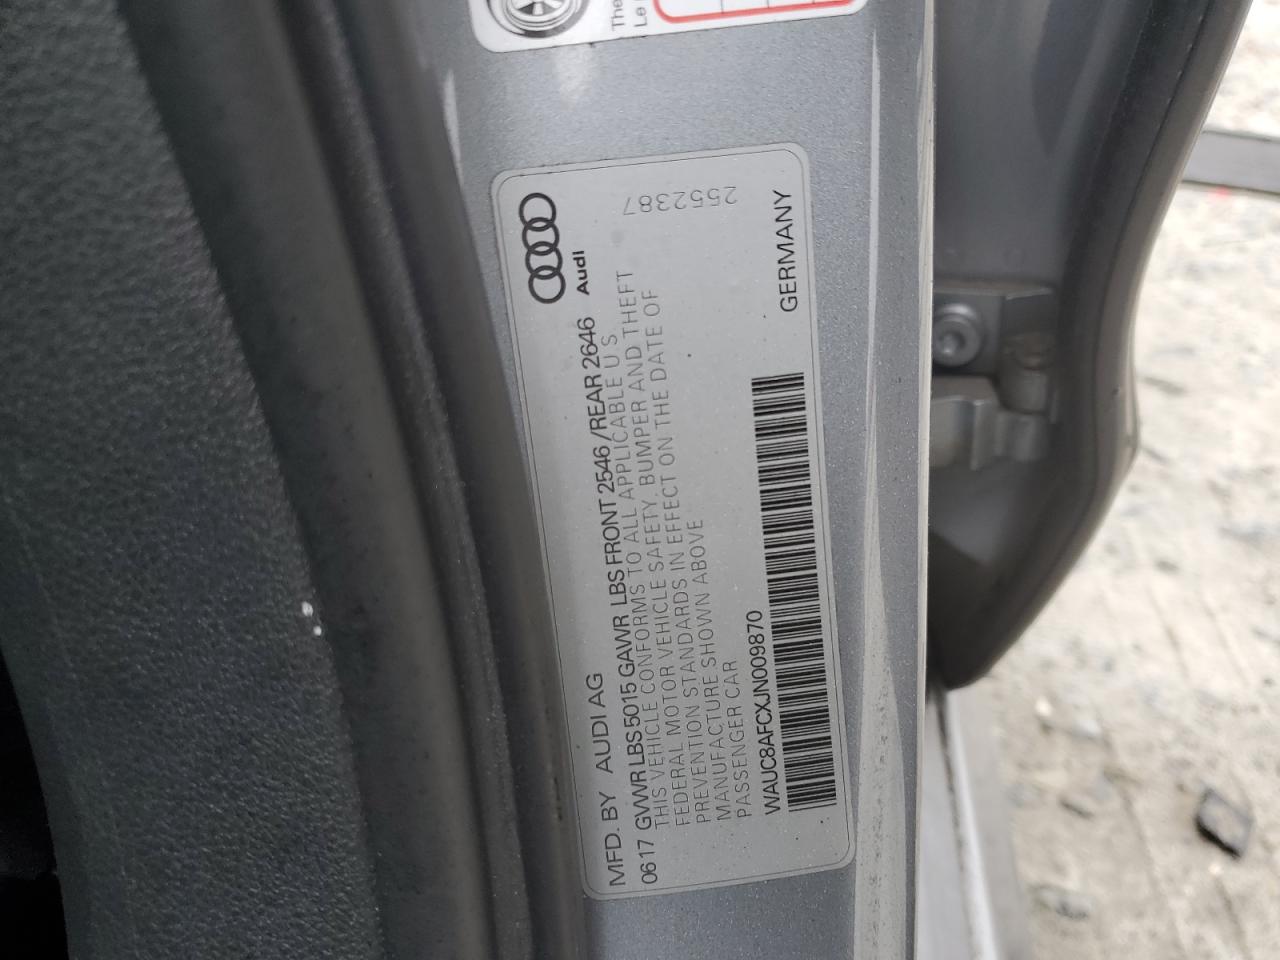 The
Le
Audi
2552387
MFD. BY AUDI AG
0617 GVWR LBS 5015 GAWR LBS FRONT 2546 / REAR 2646
THIS VEHICLE CONFORMS TO ALL APPLICABLE U S
FEDERAL MOTOR VEHICLE SAFETY, BUMPER AND THEFT
PREVENTION STANDARDS IN EFFECT ON THE DATE OF
MANUFACTURE SHOWN ABOVE
PASSENGER CAR
WAUC8AFCXJN009870
GERMANY